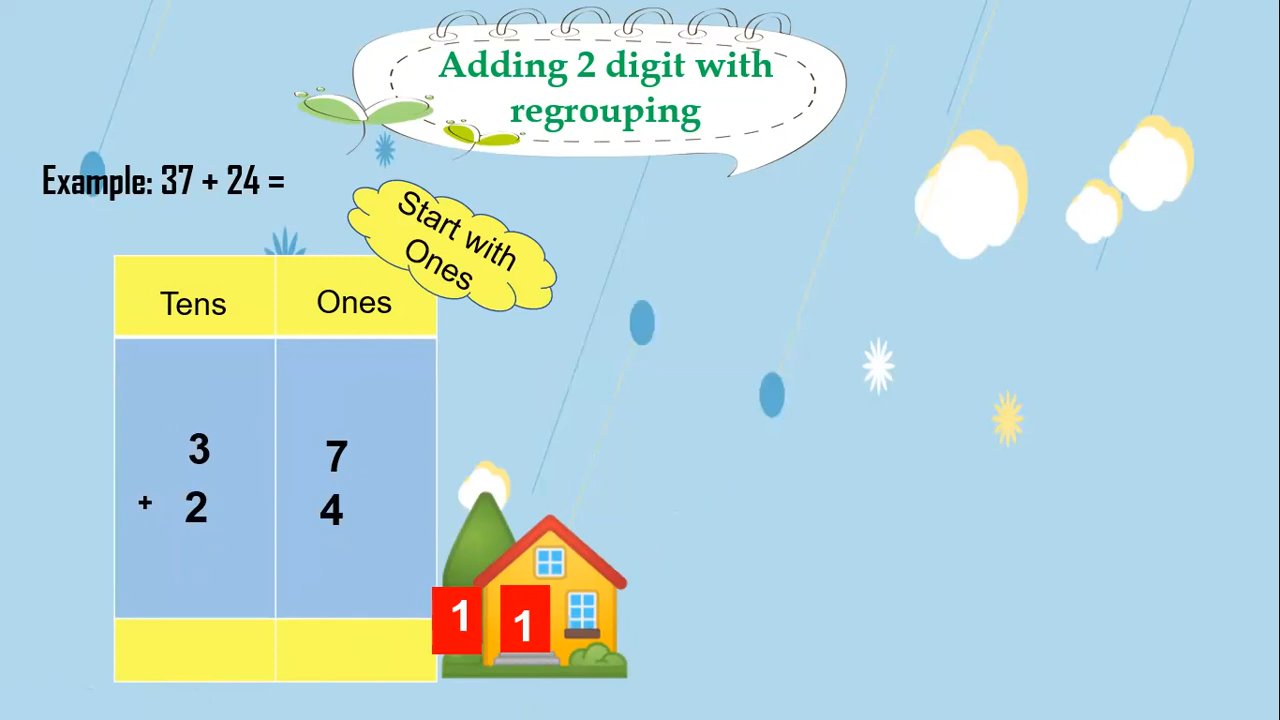 Adding 2 digit with
regrouping
Example: 37 + 24 =
Start with
Ones
Tens Ones
3 7
+ 2 4
1 1